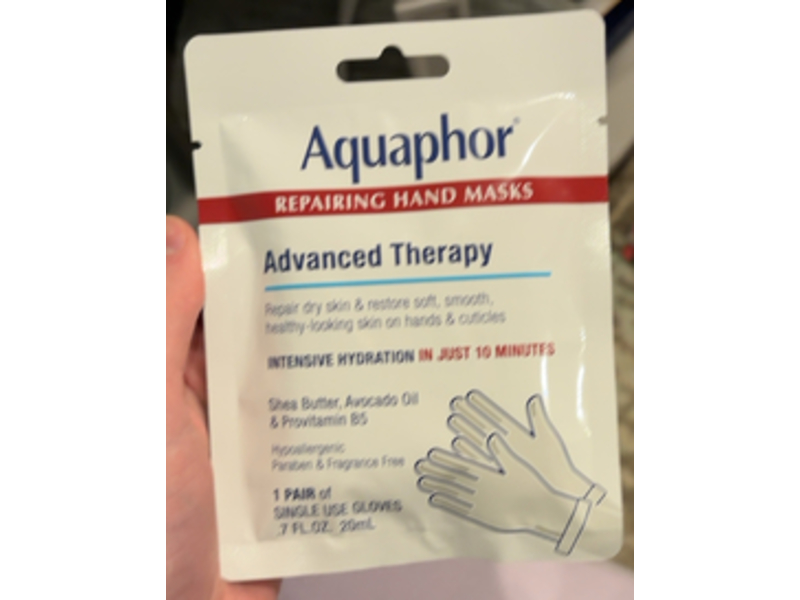 Aquaphor®
REPAIRING HAND MASKS
Advanced Therapy
Repair dry skin & restore soft, smooth,
healthy-looking skin on hands & cuticles
INTENSIVE HYDRATION IN JUST 10 MINUTES
Shea Butter, Avocado Oil
& Provitamin B5
Hypoallergenic
Paraben & Fragrance Free
1 PAIR of
SINGLE USE GLOVES
.7 FL.OZ. 20mL